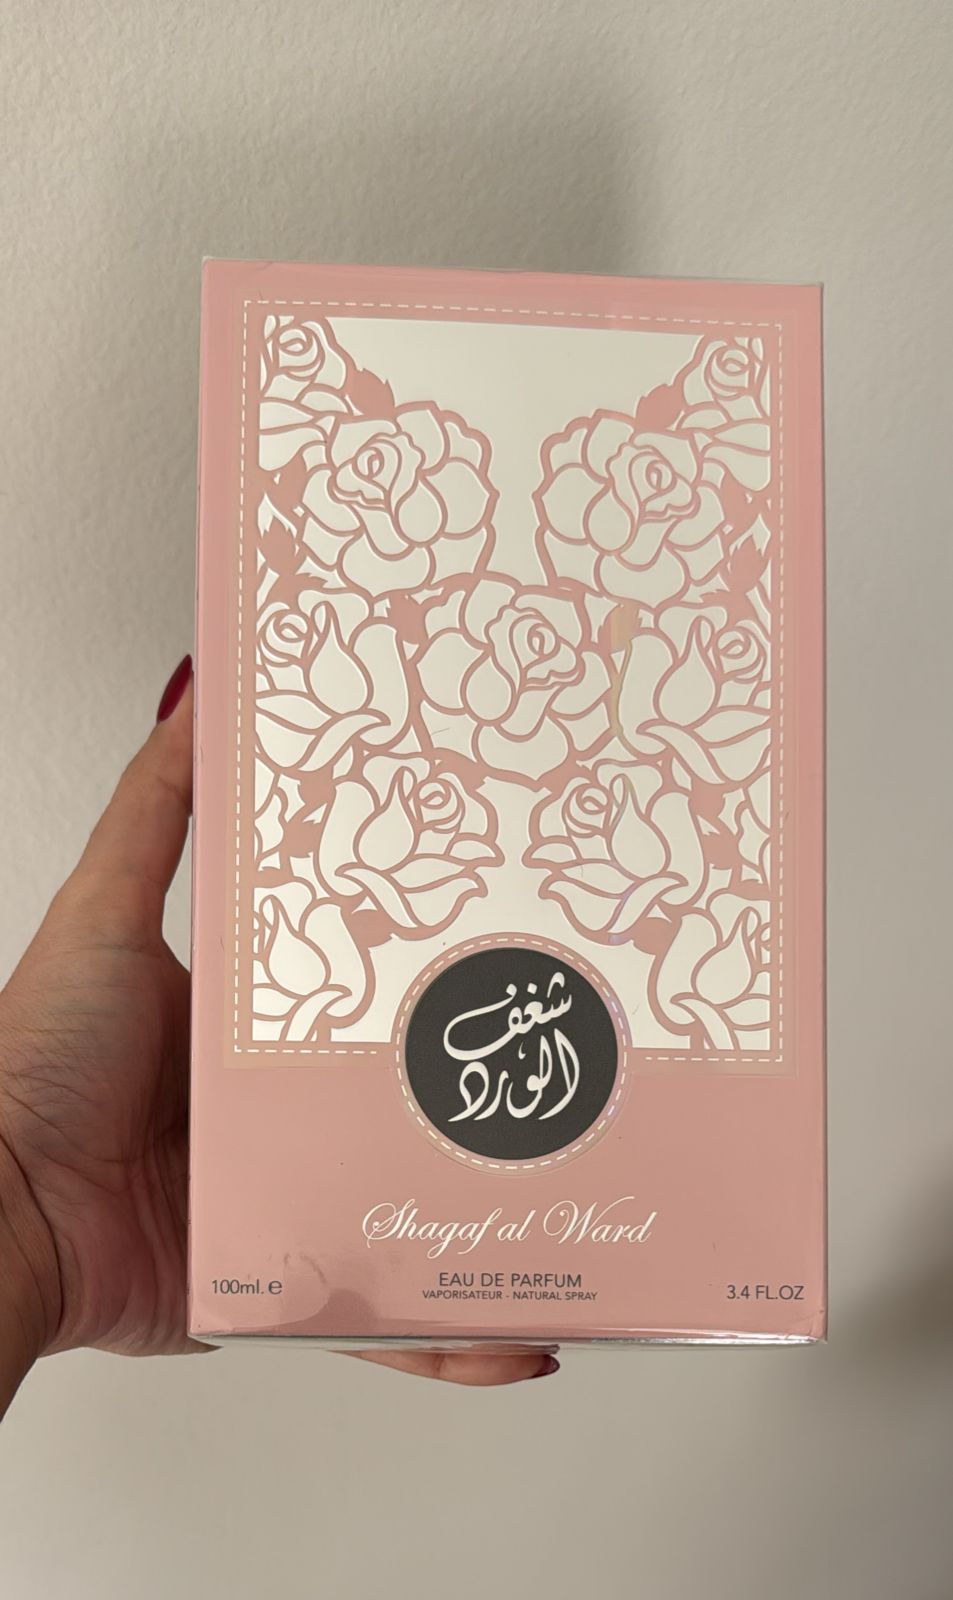 شغف
الورد
Shagaf al Ward
EAU DE PARFUM
VAPORISATEUR - NATURAL SPRAY
100ml. e
3.4 FL.OZ